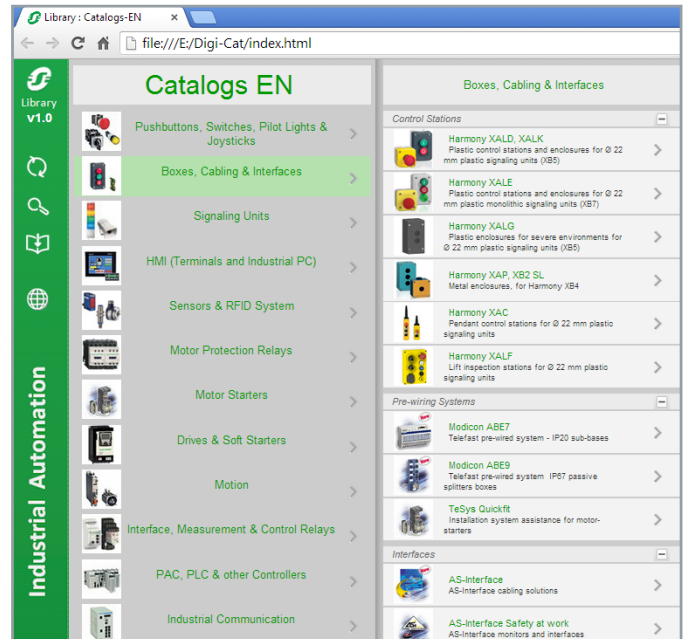 Library : Catalogs-EN
file:///E:/Digi-Cat/index.html
Library
v1.0
Industrial Automation
Catalogs EN
Pushbuttons, Switches, Pilot Lights &
Joysticks
Boxes, Cabling & Interfaces
Signaling Units
HMI (Terminals and Industrial PC)
Sensors & RFID System
Motor Protection Relays
Motor Starters
Drives & Soft Starters
Motion
Interface, Measurement & Control Relays
PAC, PLC & other Controllers
Industrial Communication
Boxes, Cabling & Interfaces
Control Stations
Harmony XALD, XALK
Plastic control stations and enclosures for Ø 22
mm plastic signaling units (XB5)
Harmony XALE
Plastic control stations and enclosures for Ø 22
mm plastic monolithic signaling units (XB7)
Harmony XALG
Plastic enclosures for severe environments for
Ø 22 mm plastic signaling units (XB5)
Harmony XAP, XB2 SL
Metal enclosures, for Harmony XB4
Harmony XAC
Pendant control stations for Ø 22 mm plastic
signaling units
Harmony XALF
Lift inspection stations for Ø 22 mm plastic
signaling units
Pre-wiring Systems
Modicon ABE7
Telefast pre-wired system - IP20 sub-bases
Modicon ABE9
Telefast pre-wired system IP67 passive
splitters boxes
TeSys Quickfit
Installation system assistance for motor-
starters
Interfaces
AS-Interface
AS-Interface cabling solutions
AS-Interface Safety at work
AS-Interface monitors and interfaces